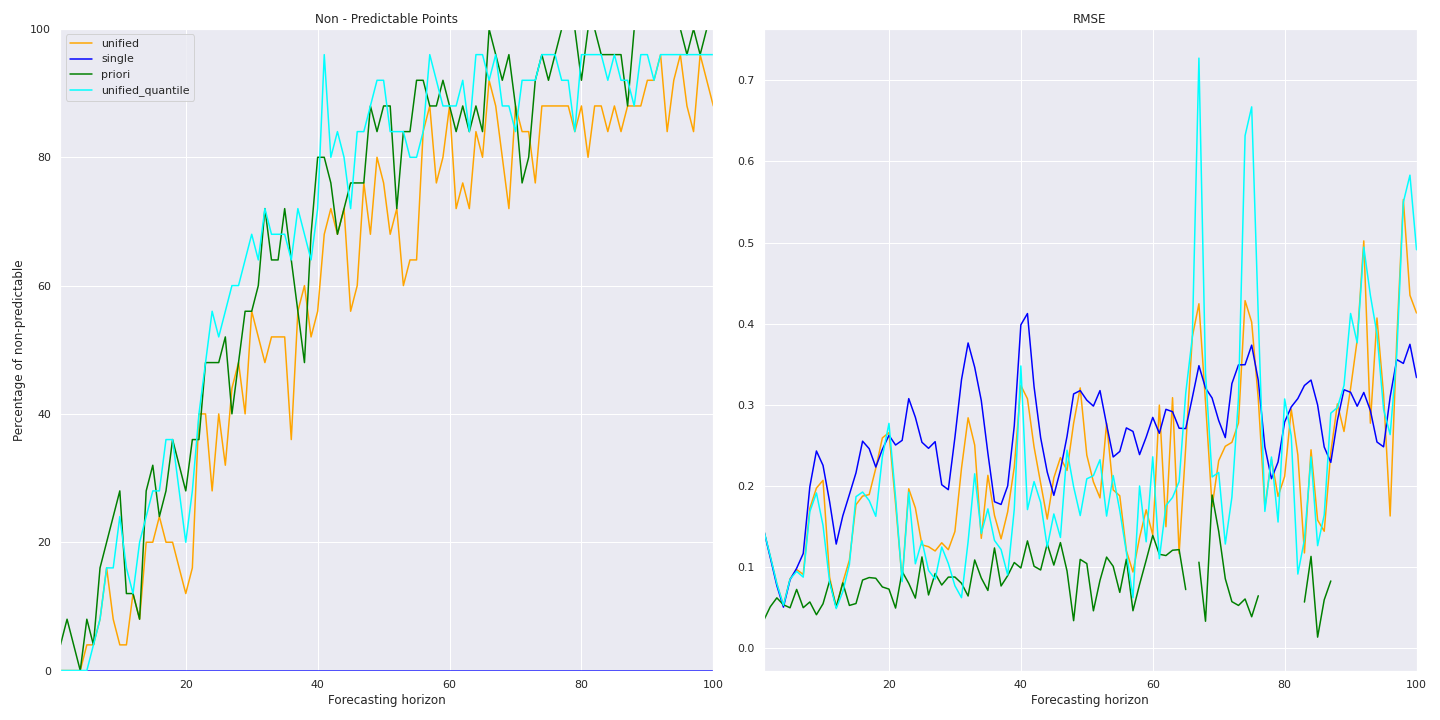 Non - Predictable Points
100
80
60
40
20
0
Percentage of non-predictable
unified
single
priori
unified_quantile
20
40
60
80
100
Forecasting horizon
RMSE
0.7
0.6
0.5
0.4
0.3
0.2
0.1
0.0
20
40
60
80
100
Forecasting horizon